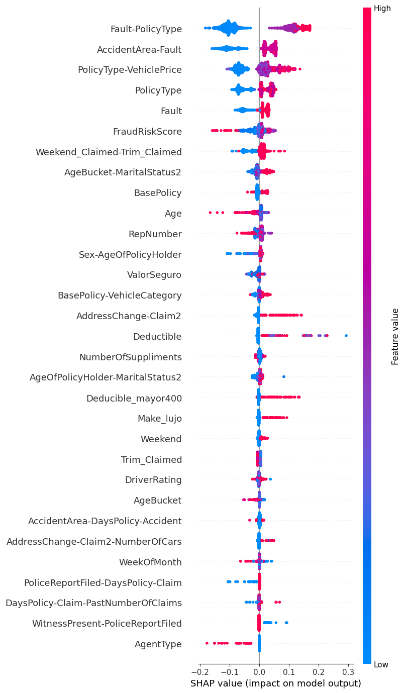 High
Fault-PolicyType
AccidentArea-Fault
PolicyType-VehiclePrice
PolicyType
Fault
FraudRiskScore
Weekend_Claimed-Trim_Claimed
AgeBucket-MaritalStatus2
BasePolicy
Age
RepNumber
Sex-AgeOfPolicyHolder
ValorSeguro
BasePolicy-VehicleCategory
AddressChange-Claim2
Deductible
NumberOfSuppliments
AgeOfPolicyHolder-MaritalStatus2
Deducible_mayor400
Make_lujo
Weekend
Trim_Claimed
DriverRating
AgeBucket
AccidentArea-DaysPolicy-Accident
AddressChange-Claim2-NumberOfCars
WeekOfMonth
PoliceReportFiled-DaysPolicy-Claim
DaysPolicy-Claim-PastNumberOfClaims
WitnessPresent-PoliceReportFiled
AgentType
Feature value
Low
−0.2 −0.1 0.0 0.1 0.2 0.3
SHAP value (impact on model output)